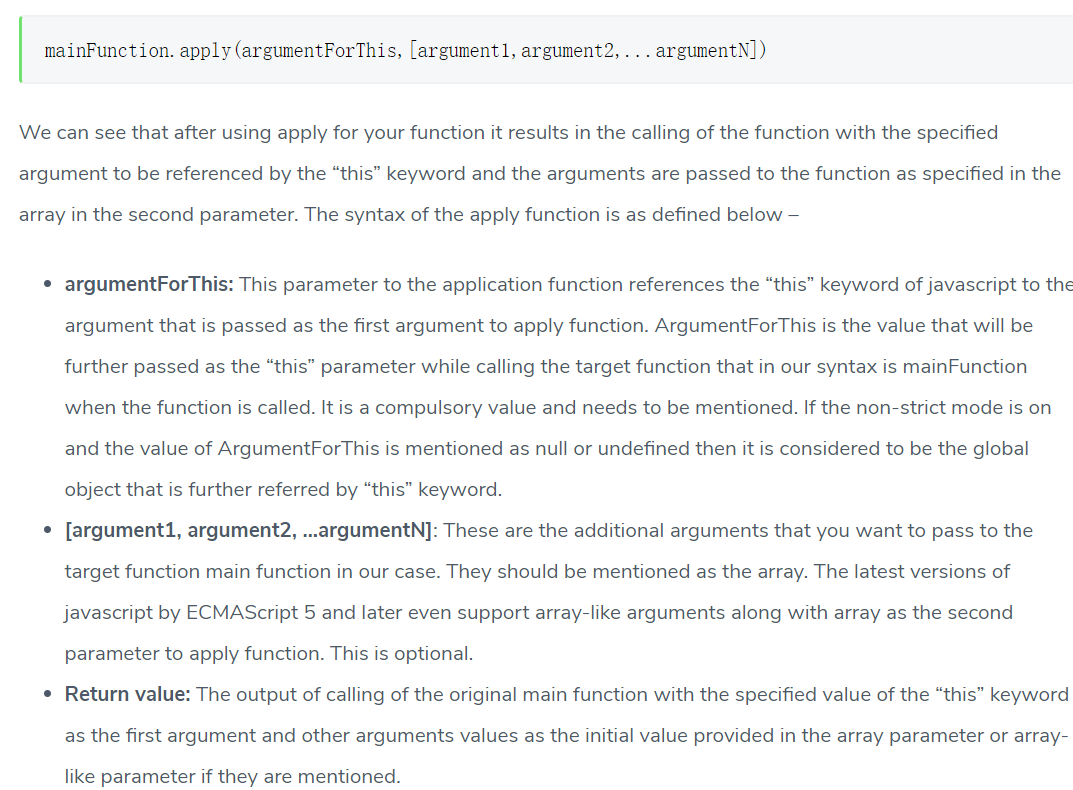 mainFunction.apply(argumentForThis,[argument1,argument2,...argumentN])
We can see that after using apply for your function it results in the calling of the function with the specified
argument to be referenced by the “this” keyword and the arguments are passed to the function as specified in the
array in the second parameter. The syntax of the apply function is as defined below –
• argumentForThis: This parameter to the application function references the “this” keyword of javascript to the
argument that is passed as the first argument to apply function. ArgumentForThis is the value that will be
further passed as the “this” parameter while calling the target function that in our syntax is mainFunction
when the function is called. It is a compulsory value and needs to be mentioned. If the non-strict mode is on
and the value of ArgumentForThis is mentioned as null or undefined then it is considered to be the global
object that is further referred by “this” keyword.
• [argument1, argument2, ...argumentN]: These are the additional arguments that you want to pass to the
target function main function in our case. They should be mentioned as the array. The latest versions of
javascript by ECMAScript 5 and later even support array-like arguments along with array as the second
parameter to apply function. This is optional.
• Return value: The output of calling of the original main function with the specified value of the “this” keyword
as the first argument and other arguments values as the initial value provided in the array parameter or array-
like parameter if they are mentioned.